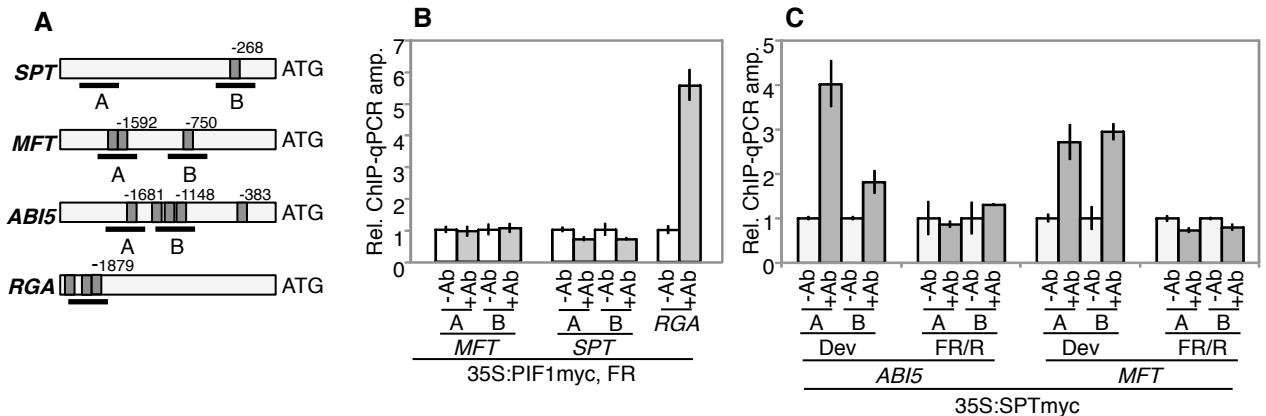 A
SPT
-268
ATG
A
B
MFT
-1592
-750
ATG
A
B
ABI5
-1681
-1148
-383
ATG
A
B
RGA
-1879
ATG
B
Rel. ChIP-qPCR amp.
7
6
5
4
3
2
1
0
-Ab +Ab -Ab +Ab -Ab +Ab -Ab +Ab -Ab +Ab
A B A B RGA
MFT SPT
35S:PIF1myc, FR
C
Rel. ChIP-qPCR amp.
5
4
3
2
1
0
-Ab +Ab -Ab +Ab -Ab +Ab -Ab +Ab -Ab +Ab -Ab +Ab -Ab +Ab -Ab +Ab
A B A B A B A B
Dev FR/R Dev FR/R
ABI5 MFT
35S:SPTmyc